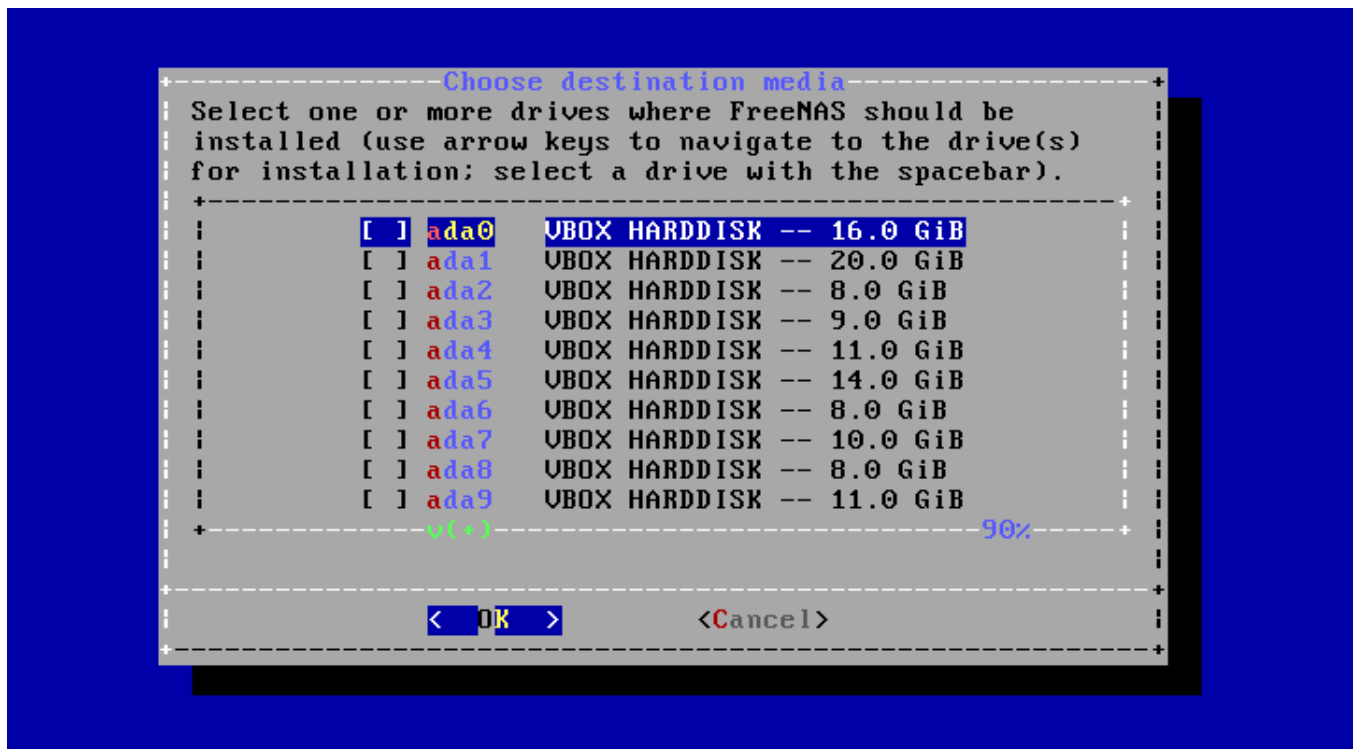 Choose destination media
Select one or more drives where FreeNAS should be
installed (use arrow keys to navigate to the drive(s)
for installation; select a drive with the spacebar).
[ ] ada0 VBOX HARDDISK -- 16.0 GiB
[ ] ada1 VBOX HARDDISK -- 20.0 GiB
[ ] ada2 VBOX HARDDISK -- 8.0 GiB
[ ] ada3 VBOX HARDDISK -- 9.0 GiB
[ ] ada4 VBOX HARDDISK -- 11.0 GiB
[ ] ada5 VBOX HARDDISK -- 14.0 GiB
[ ] ada6 VBOX HARDDISK -- 8.0 GiB
[ ] ada7 VBOX HARDDISK -- 10.0 GiB
[ ] ada8 VBOX HARDDISK -- 8.0 GiB
[ ] ada9 VBOX HARDDISK -- 11.0 GiB
v(+) 90%
< OK > <Cancel>